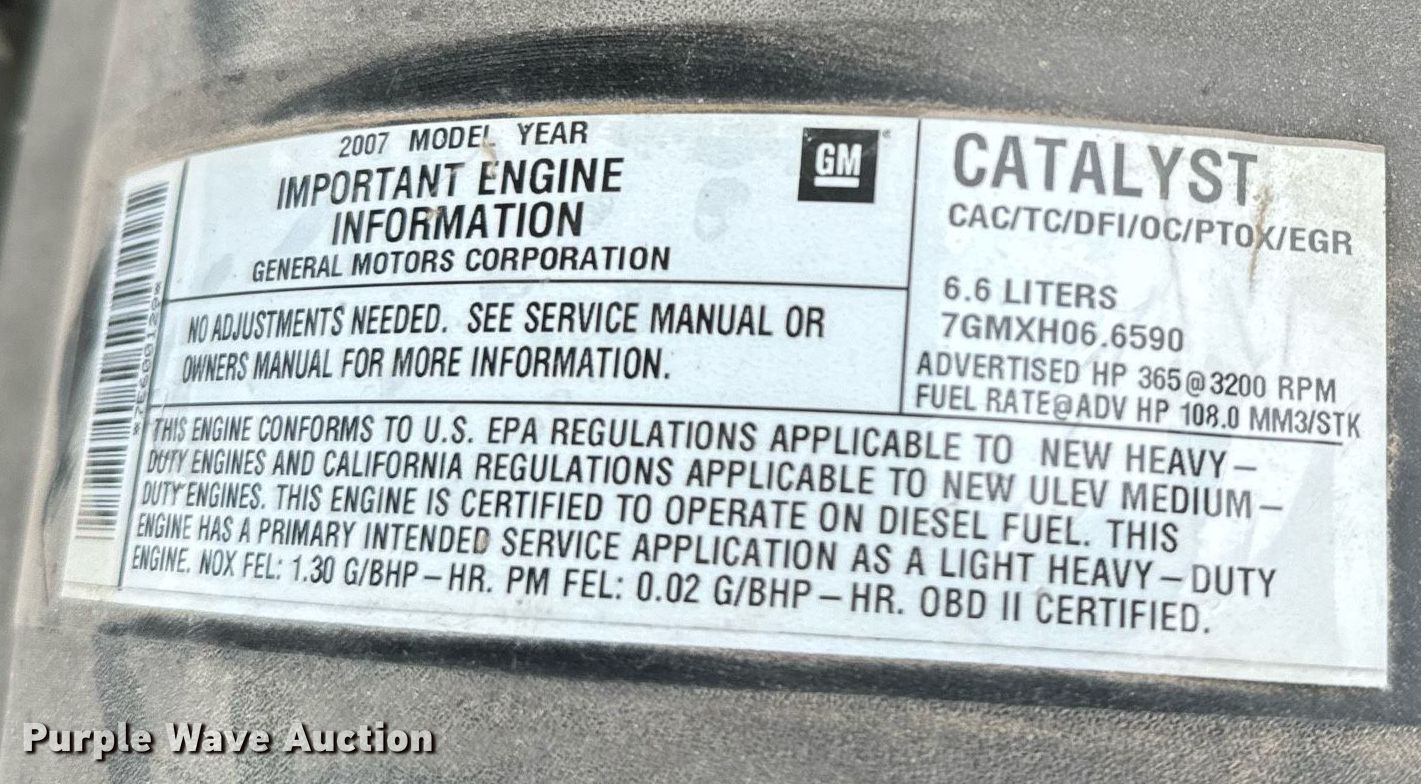 2007 MODEL YEAR
IMPORTANT ENGINE
INFORMATION
GENERAL MOTORS CORPORATION
GM
NO ADJUSTMENTS NEEDED. SEE SERVICE MANUAL OR
OWNERS MANUAL FOR MORE INFORMATION.
CATALYST
CAC/TC/DFI/OC/PTOX/EGR
6.6 LITERS
7GMXH06.6590
ADVERTISED HP 365@3200 RPM
FUEL RATE@ADV HP 108.0 MM3/STK
*7E600129*
THIS ENGINE CONFORMS TO U.S. EPA REGULATIONS APPLICABLE TO NEW HEAVY–
DUTY ENGINES AND CALIFORNIA REGULATIONS APPLICABLE TO NEW ULEV MEDIUM–
DUTY ENGINES. THIS ENGINE IS CERTIFIED TO OPERATE ON DIESEL FUEL. THIS
ENGINE HAS A PRIMARY INTENDED SERVICE APPLICATION AS A LIGHT HEAVY–DUTY
ENGINE. NOX FEL: 1.30 G/BHP–HR. PM FEL: 0.02 G/BHP–HR. OBD II CERTIFIED.
Purple Wave Auction